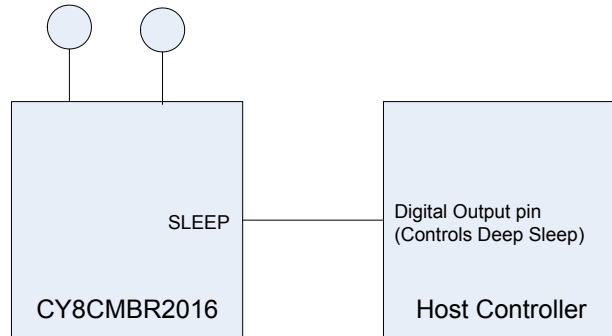 SLEEP
Digital Output pin
(Controls Deep Sleep)
CY8CMBR2016
Host Controller